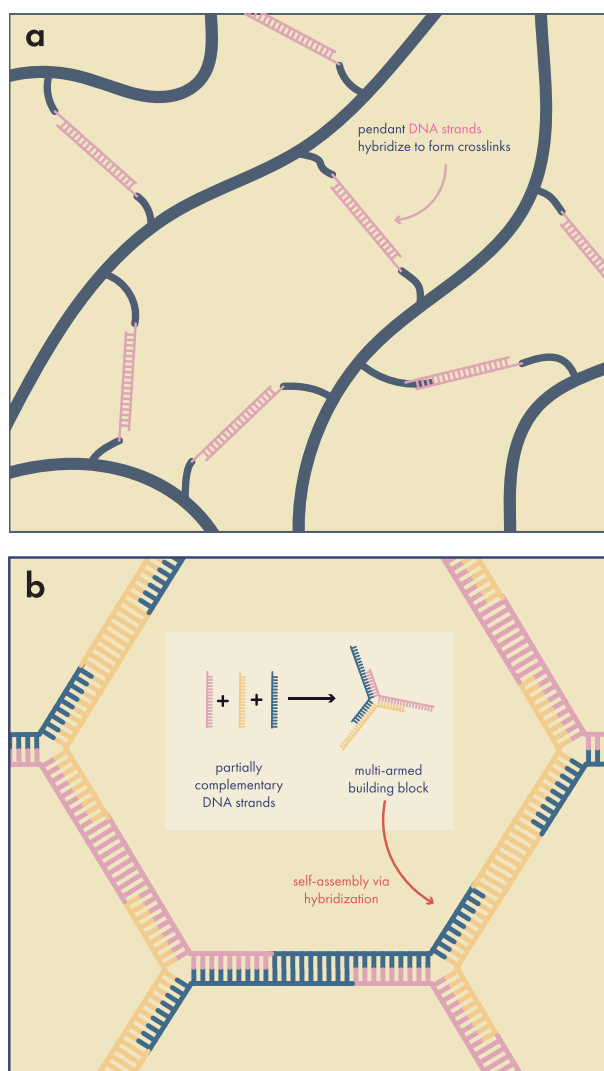 a
pendant DNA strands
hybridize to form crosslinks
b
+ +
partially
complementary
DNA strands
multi-armed
building block
self-assembly via
hybridization